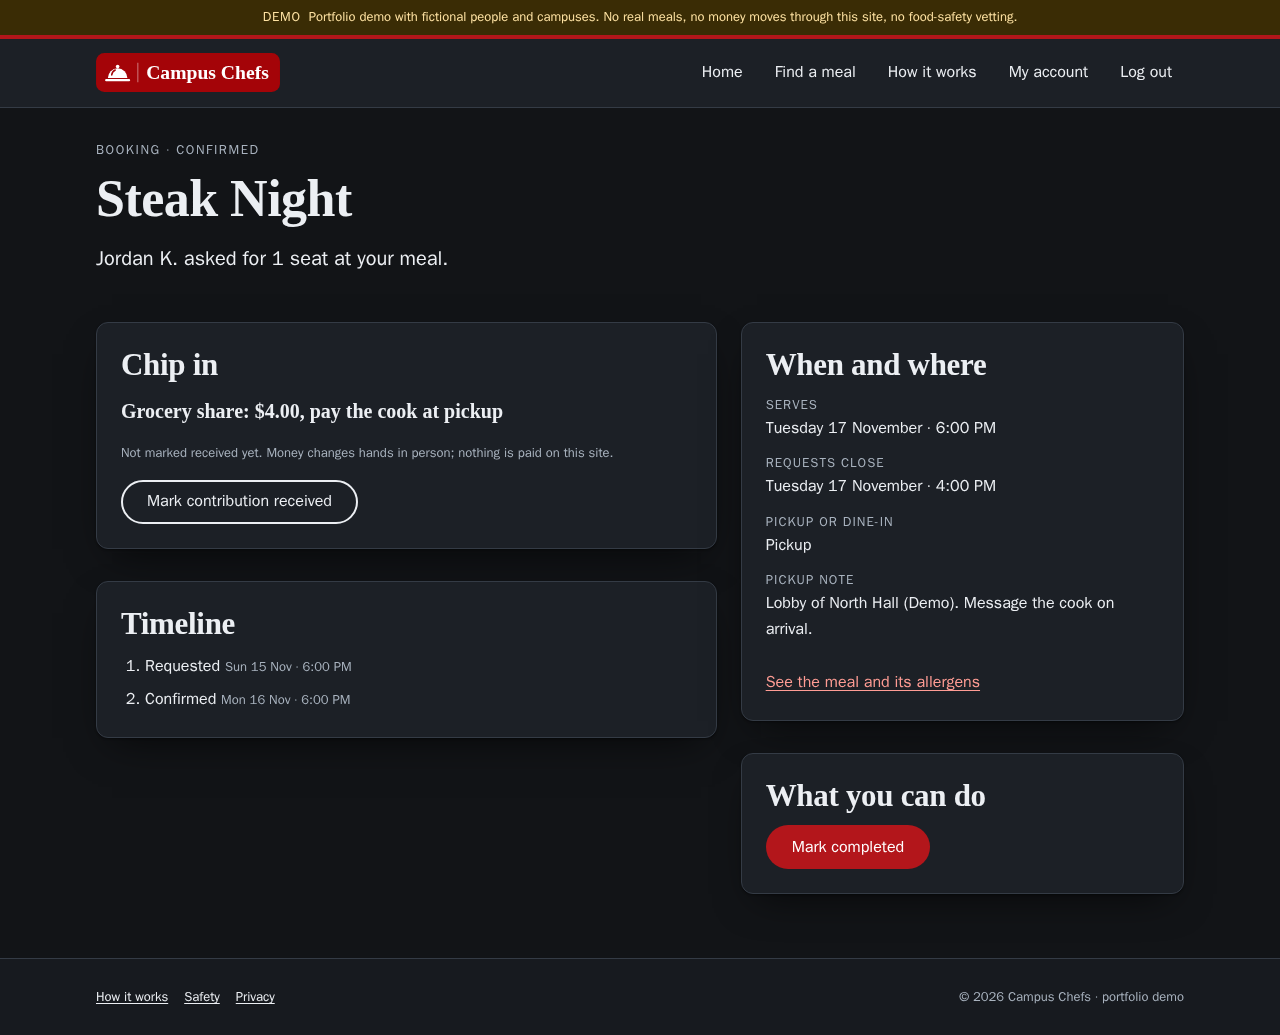 DEMO Portfolio demo with fictional people and campuses. No real meals, no money moves through this site, no food-safety vetting.
Campus Chefs
Home Find a meal How it works My account Log out
BOOKING · CONFIRMED
Steak Night
Jordan K. asked for 1 seat at your meal.
Chip in
Grocery share: $4.00, pay the cook at pickup
Not marked received yet. Money changes hands in person; nothing is paid on this site.
Mark contribution received
Timeline
1. Requested Sun 15 Nov · 6:00 PM
2. Confirmed Mon 16 Nov · 6:00 PM
When and where
SERVES
Tuesday 17 November · 6:00 PM
REQUESTS CLOSE
Tuesday 17 November · 4:00 PM
PICKUP OR DINE-IN
Pickup
PICKUP NOTE
Lobby of North Hall (Demo). Message the cook on
arrival.
See the meal and its allergens
What you can do
Mark completed
How it works Safety Privacy
© 2026 Campus Chefs · portfolio demo